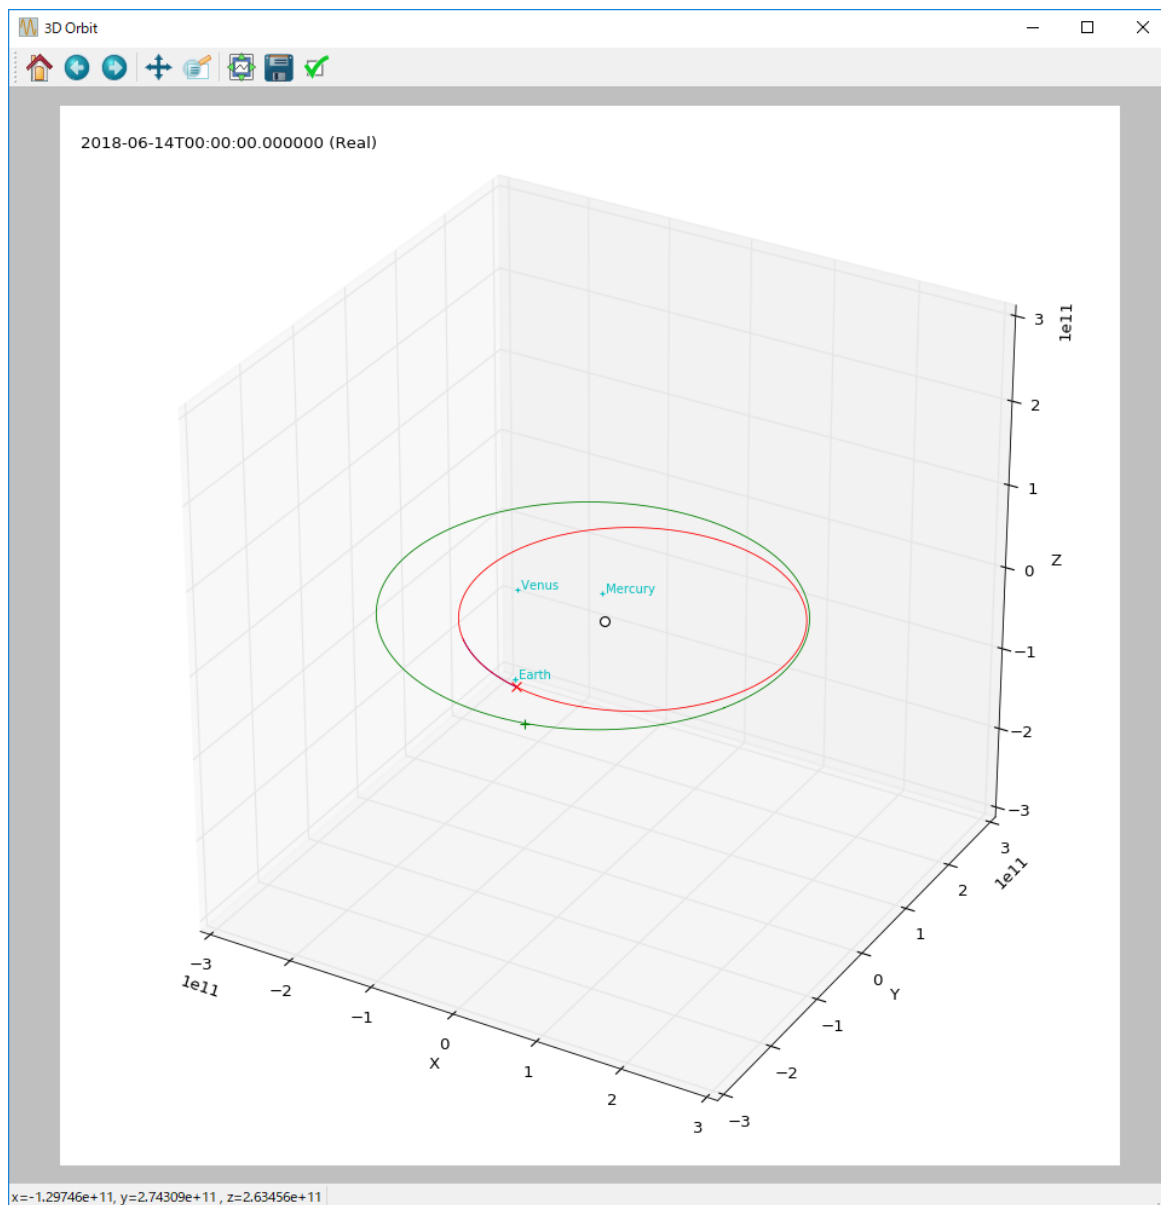 3D Orbit
2018-06-14T00:00:00.000000 (Real)
1e11
3
2
1
0
Z
−1
−2
−3
Venus
Mercury
Earth
3
1e11
2
1
0
Y
−1
−2
−3
−3
1e11
−2
−1
0
X
1
2
3
x=-1.29746e+11, y=2.74309e+11 , z=2.63456e+11